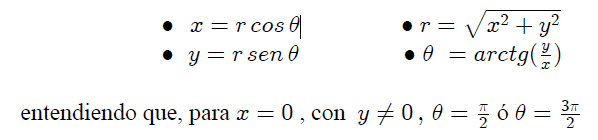 ● x = r cos θ ● r = √(x² + y²)
● y = r sen θ ● θ = arctg(y/x)
entendiendo que, para x = 0 , con y ≠ 0 , θ = π/2 ó θ = 3π/2